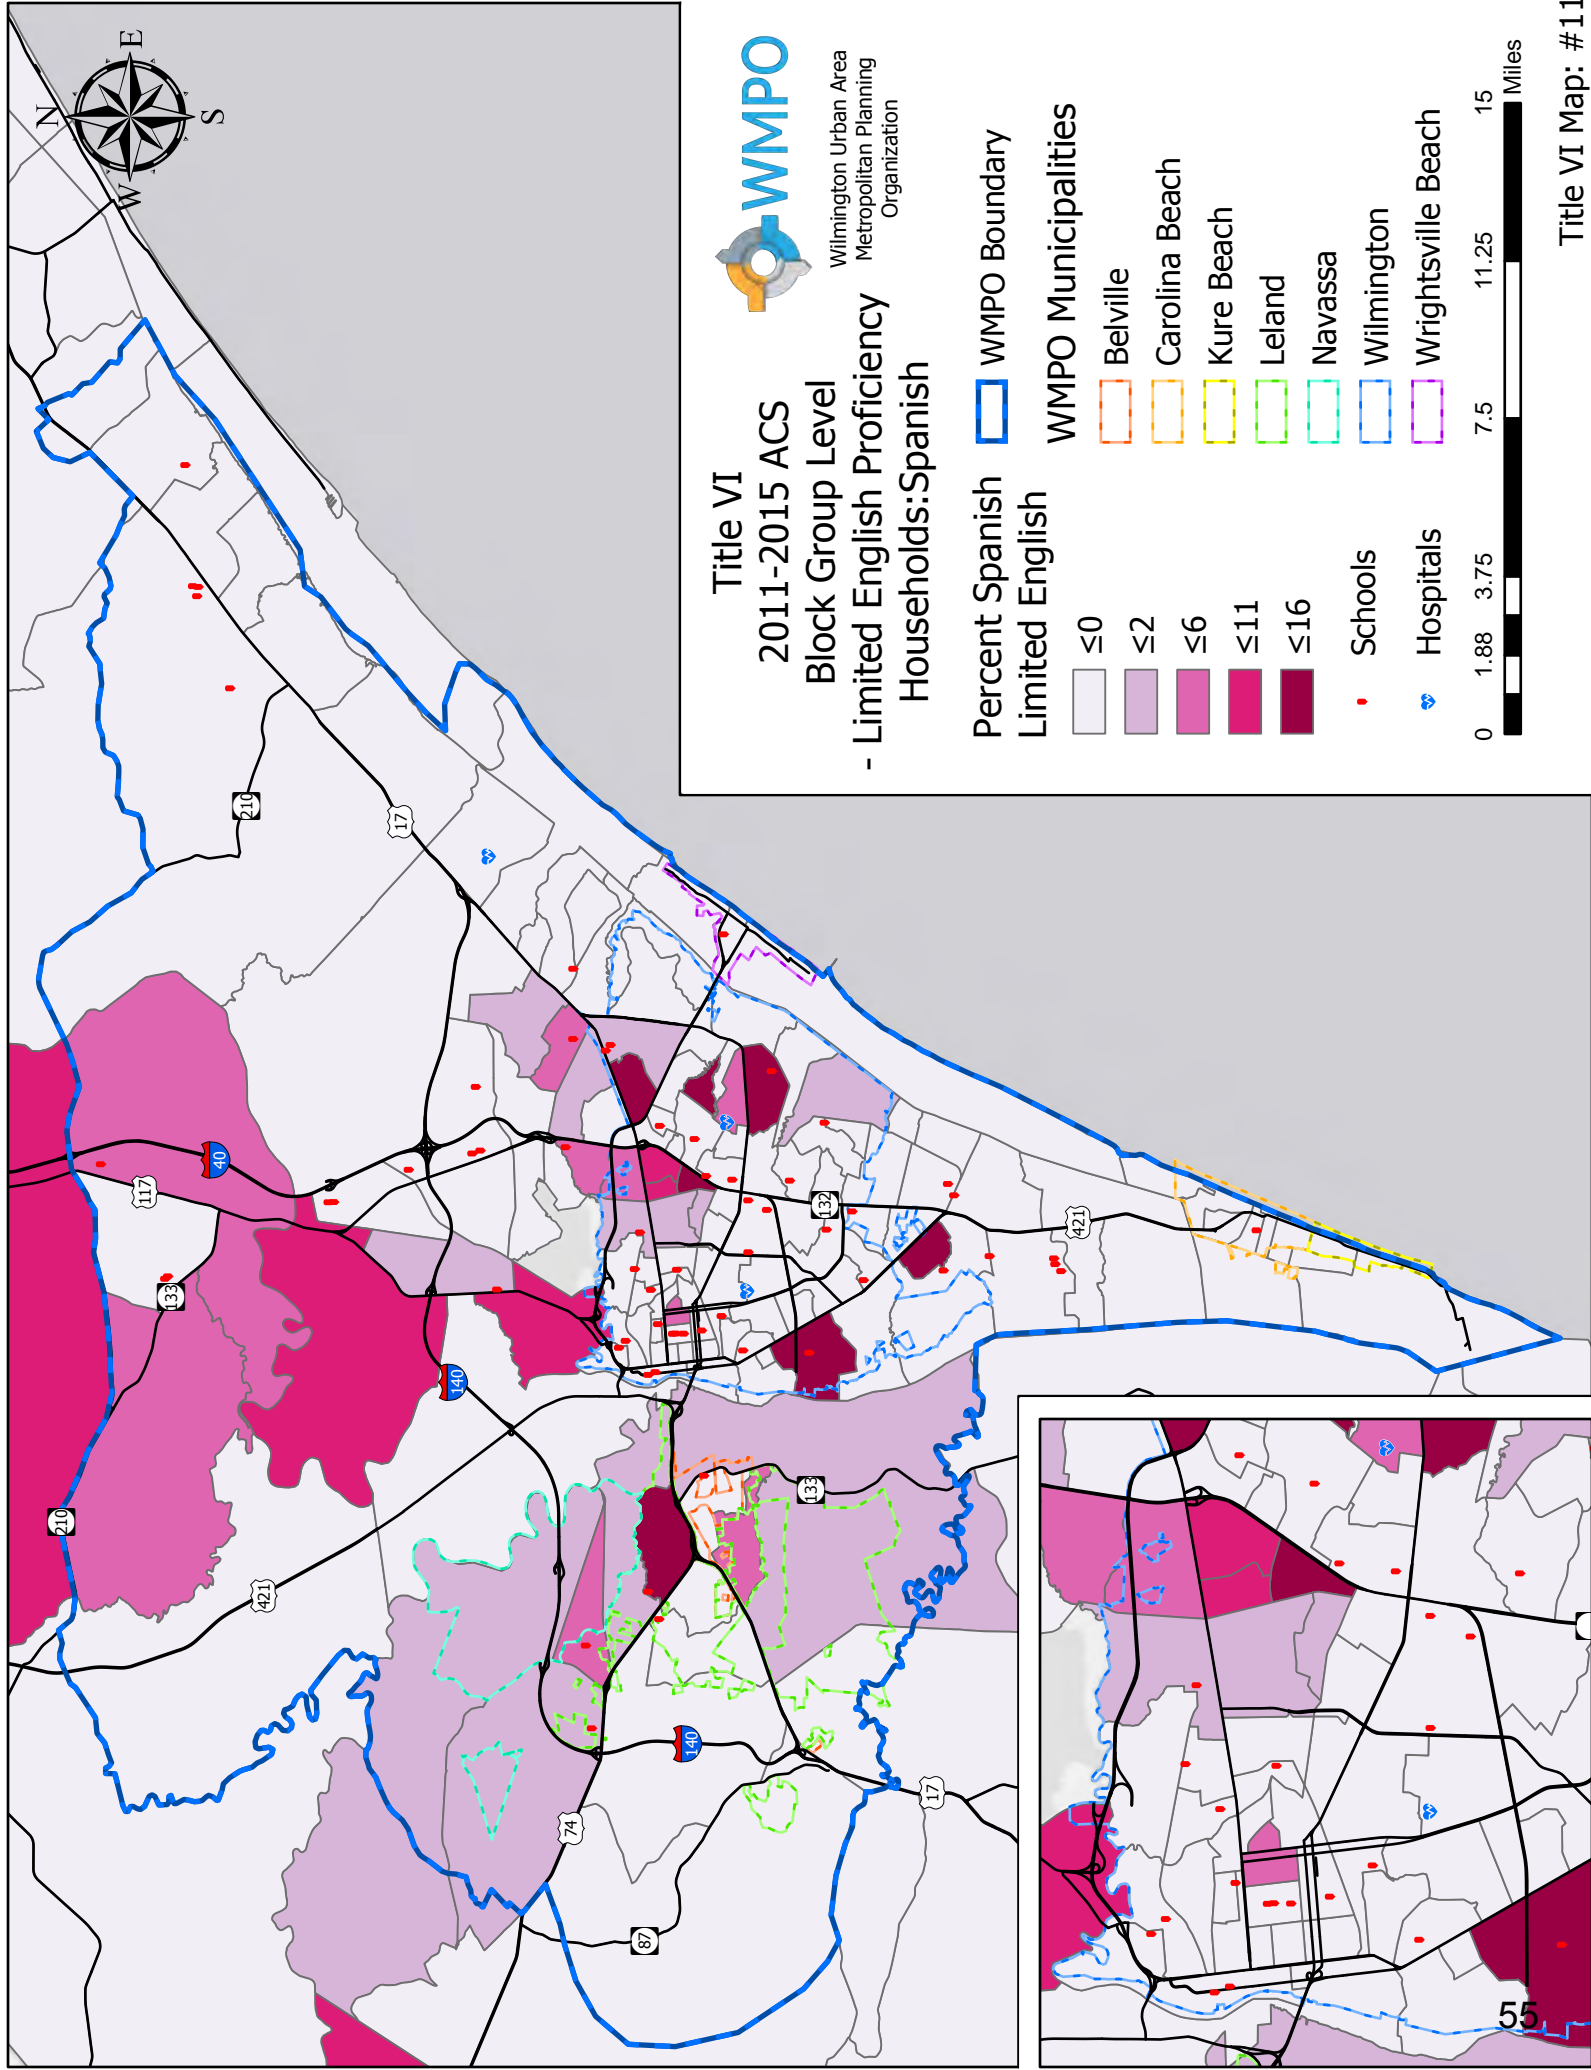 N
E
S
W
WMPO
Wilmington Urban Area
Metropolitan Planning
Organization
Title VI
2011-2015 ACS
Block Group Level
- Limited English Proficiency
Households:Spanish
Percent Spanish
Limited English
≤0
≤2
≤6
≤11
≤16
Schools
Hospitals
WMPO Boundary
WMPO Municipalities
Belville
Carolina Beach
Kure Beach
Leland
Navassa
Wilmington
Wrightsville Beach
0 1.88 3.75 7.5 11.25 15
Miles
Title VI Map: #11
210
17
40
117
133
140
210
421
132
421
133
140
74
17
87
55